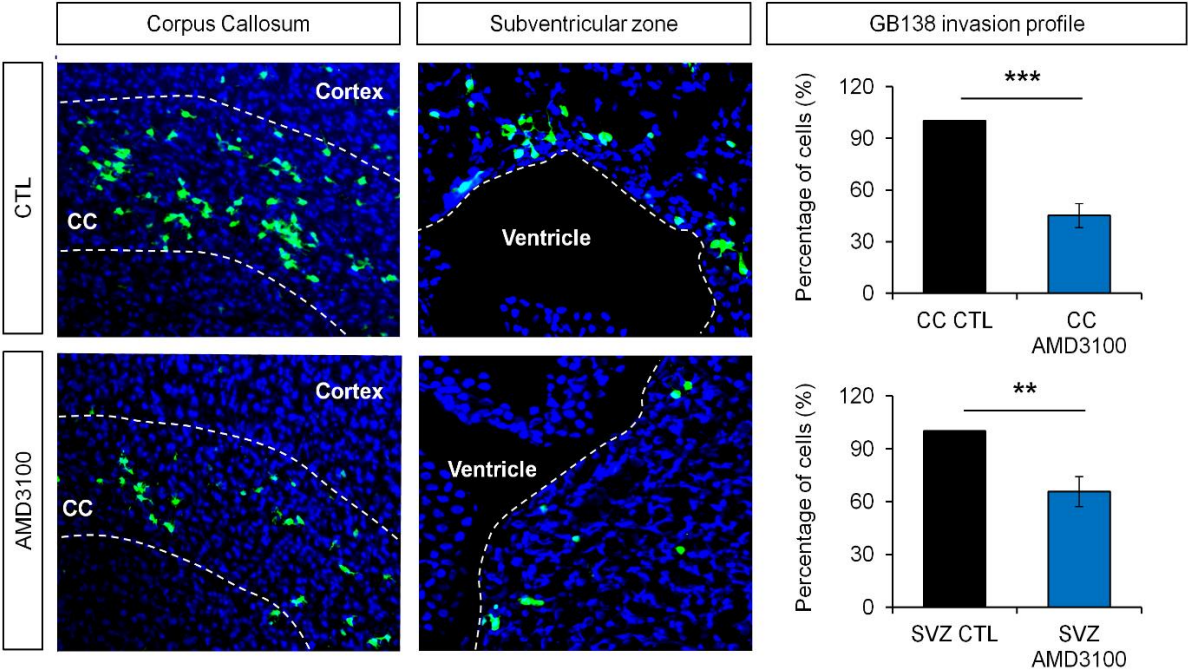 Corpus Callosum
Subventricular zone
GB138 invasion profile
CTL
Cortex
CC
Ventricle
Percentage of cells (%)
120
90
60
30
0
***
CC CTL
CC
AMD3100
AMD3100
Cortex
CC
Ventricle
Percentage of cells (%)
120
90
60
30
0
**
SVZ CTL
SVZ
AMD3100